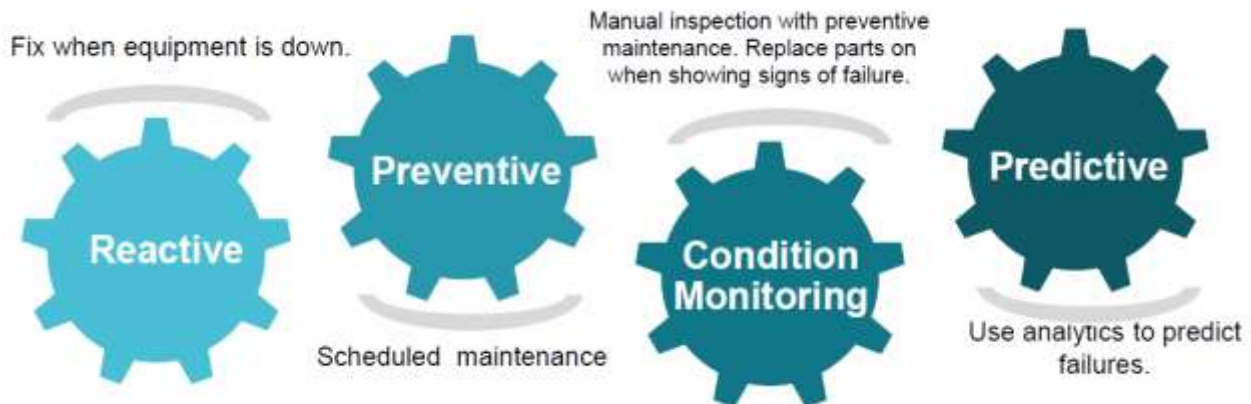 Fix when equipment is down.
Reactive
Preventive
Scheduled maintenance
Manual inspection with preventive
maintenance. Replace parts on
when showing signs of failure.
Condition
Monitoring
Predictive
Use analytics to predict
failures.